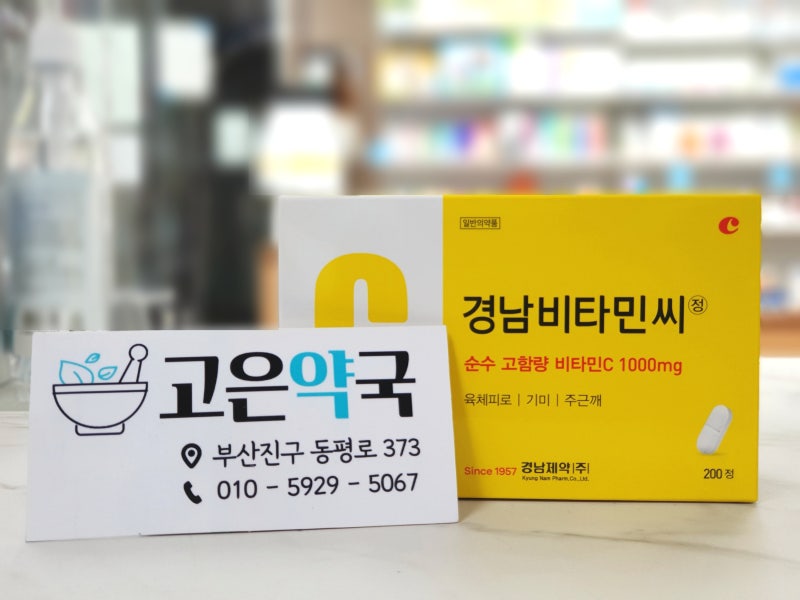 고은약국
부산진구 동평로 373
010 - 5929 - 5067
일반의약품
경남비타민씨정
순수 고함량 비타민C 1000mg
육체피로 | 기미 | 주근깨
Since 1957 경남제약(주)
Kyung Nam Pharm.Co.,Ltd.
200 정